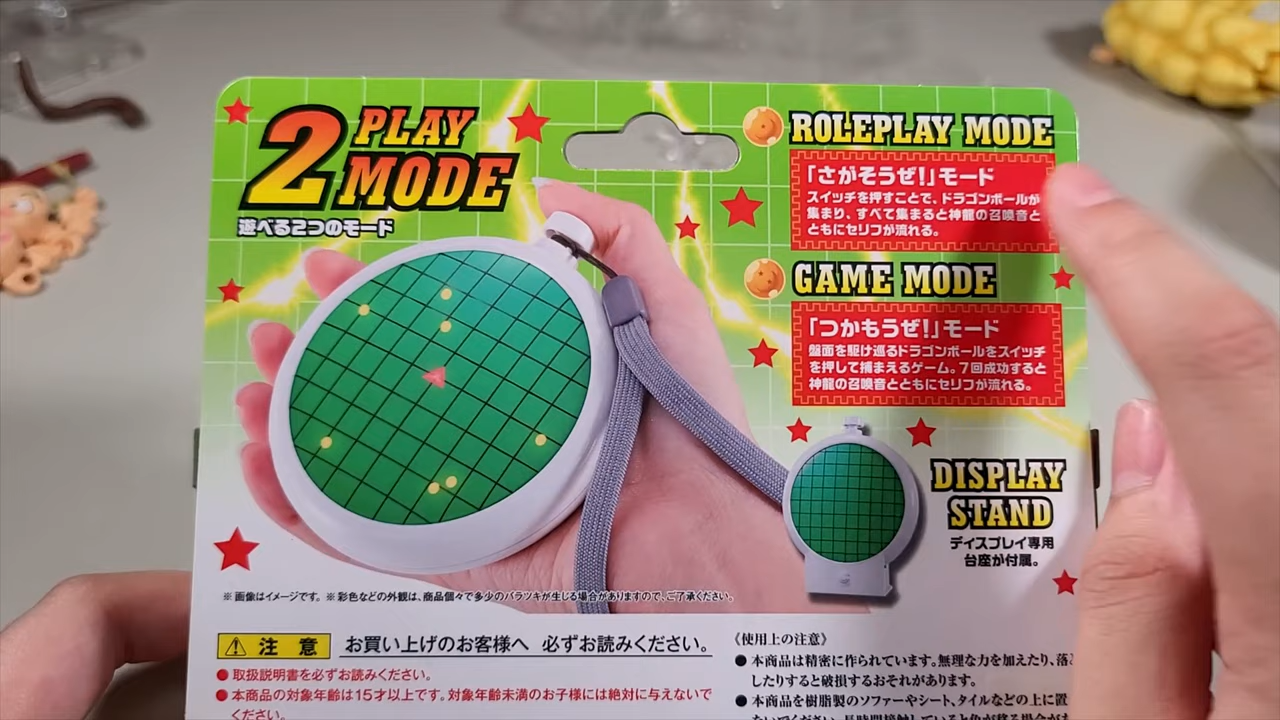 2 PLAY
MODE
遊べる2つのモード
ROLEPLAY MODE
「さがそうぜ!」モード
スイッチを押すことで、ドラゴンボールが
集まり、すべて集まると神龍の召喚音と
ともにセリフが流れる。
GAME MODE
「つかもうぜ!」モード
盤面を駆け巡るドラゴンボールをスイッチ
を押して捕まえるゲーム。7回成功すると
神龍の召喚音とともにセリフが流れる。
DISPLAY
STAND
ディスプレイ専用
台座が付属。
※画像はイメージです。※彩色などの外観は、商品個々で多少のバラツキが生じる場合がありますので、ご了承ください。
注意 お買い上げのお客様へ 必ずお読みください。
●取扱説明書を必ずお読みください。
●本商品の対象年齢は15才以上です。対象年齢未満のお子様には絶対に与えないで
ください。
《使用上の注意》
●本商品は精密に作られています。無理な力を加えたり、落
したりすると破損するおそれがあります。
●本商品を樹脂製のソファーやシート、タイルなどの上に置